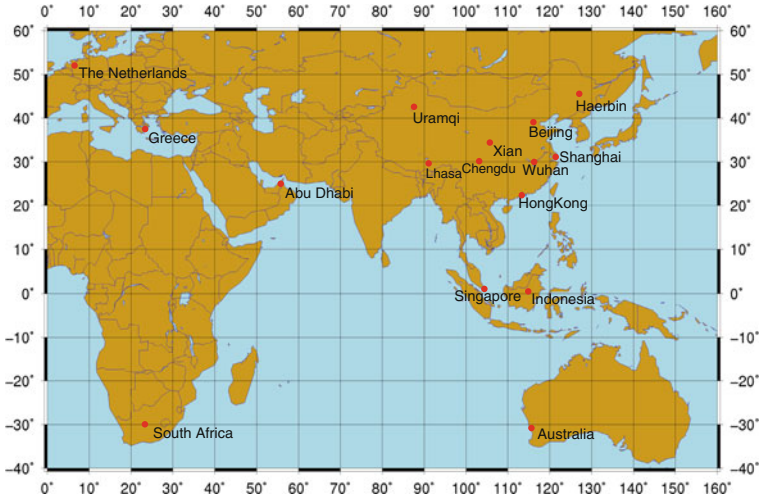 0° 10° 20° 30° 40° 50° 60° 70° 80° 90° 100° 110° 120° 130° 140° 150° 160°
60° 60°
The Netherlands
50° 50°
Haerbin
Uramqi
40° 40°
Greece
Beijing
Xian
Shanghai
30° 30°
Lhasa
Chengdu
Wuhan
Abu Dhabi
HongKong
20° 20°
10° 10°
Singapore
Indonesia
0° 0°
−10° −10°
−20° −20°
−30° −30°
South Africa
Australia
−40° −40°
0° 10° 20° 30° 40° 50° 60° 70° 80° 90° 100° 110° 120° 130° 140° 150° 160°